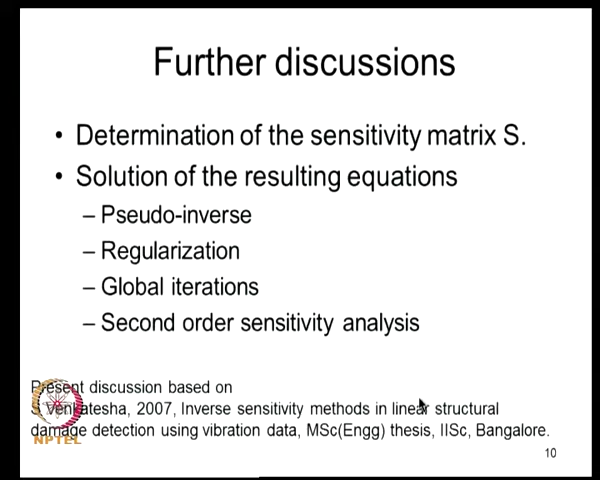 Further discussions
• Determination of the sensitivity matrix S.
• Solution of the resulting equations
– Pseudo-inverse
– Regularization
– Global iterations
– Second order sensitivity analysis
Present discussion based on
S Venkatesha, 2007, Inverse sensitivity methods in linear structural
damage detection using vibration data, MSc(Engg) thesis, IISc, Bangalore.
NPTEL
10